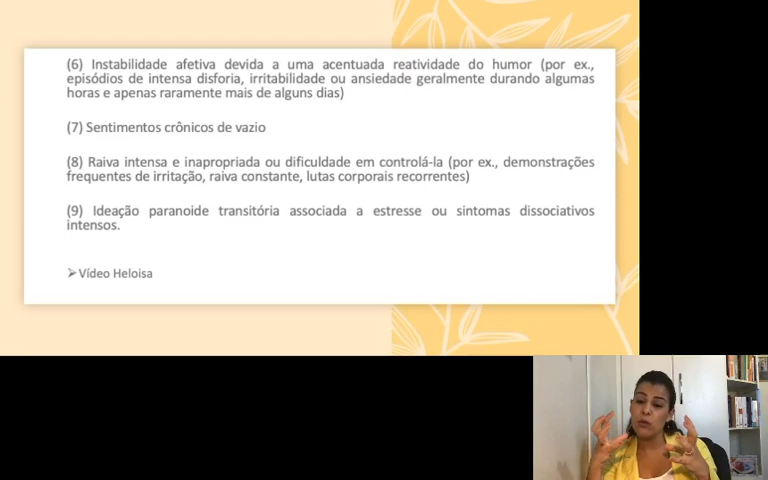 (6) Instabilidade afetiva devida a uma acentuada reatividade do humor (por ex.,
episódios de intensa disforia, irritabilidade ou ansiedade geralmente durando algumas
horas e apenas raramente mais de alguns dias)
(7) Sentimentos crônicos de vazio
(8) Raiva intensa e inapropriada ou dificuldade em controlá-la (por ex., demonstrações
frequentes de irritação, raiva constante, lutas corporais recorrentes)
(9) Ideação paranoide transitória associada a estresse ou sintomas dissociativos
intensos.
➢ Vídeo Heloisa